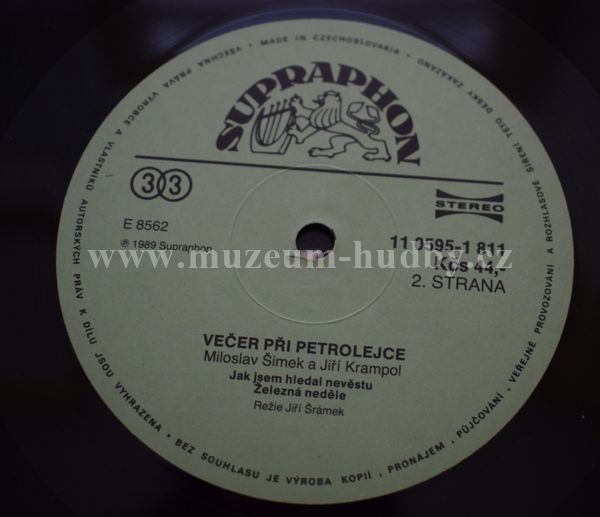 VŠECHNA PRÁVA VÝROBCE A VLASTNÍKŮ AUTORSKÝCH PRÁV K DÍLU JSOU VYHRAZENA • BEZ SOUHLASU JE VÝROBA KOPIÍ, PRONÁJEM, PŮJČOVÁNÍ, VEŘEJNÉ PROVOZOVÁNÍ A ROZHLASOVÉ ŠÍŘENÍ TÉTO DESKY ZAKÁZÁNO • MADE IN CZECHOSLOVAKIA •
SUPRAPHON
33
STEREO
E 8562
℗ 1989 Supraphon
11 0595-1 811
Kčs 44,-
2. STRANA
www.muzeum-hudby.cz
VEČER PŘI PETROLEJCE
Miloslav Šimek a Jiří Krampol
Jak jsem hledal nevěstu
Železná neděle
Režie Jiří Šrámek